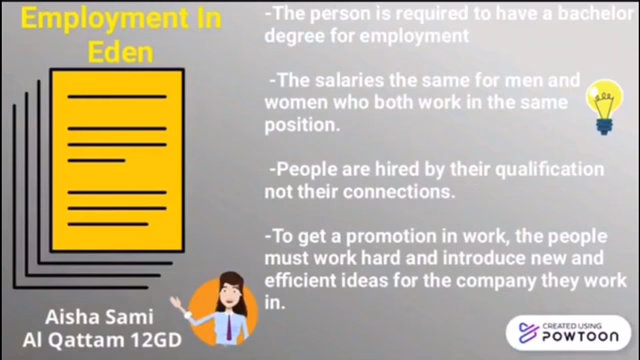 Employment In
Eden
-The person is required to have a bachelor
degree for employment
-The salaries the same for men and
women who both work in the same
position.
-People are hired by their qualification
not their connections.
-To get a promotion in work, the people
must work hard and introduce new and
efficient ideas for the company they work
in.
Aisha Sami
Al Qattam 12GD
CREATED USING
POWTOON